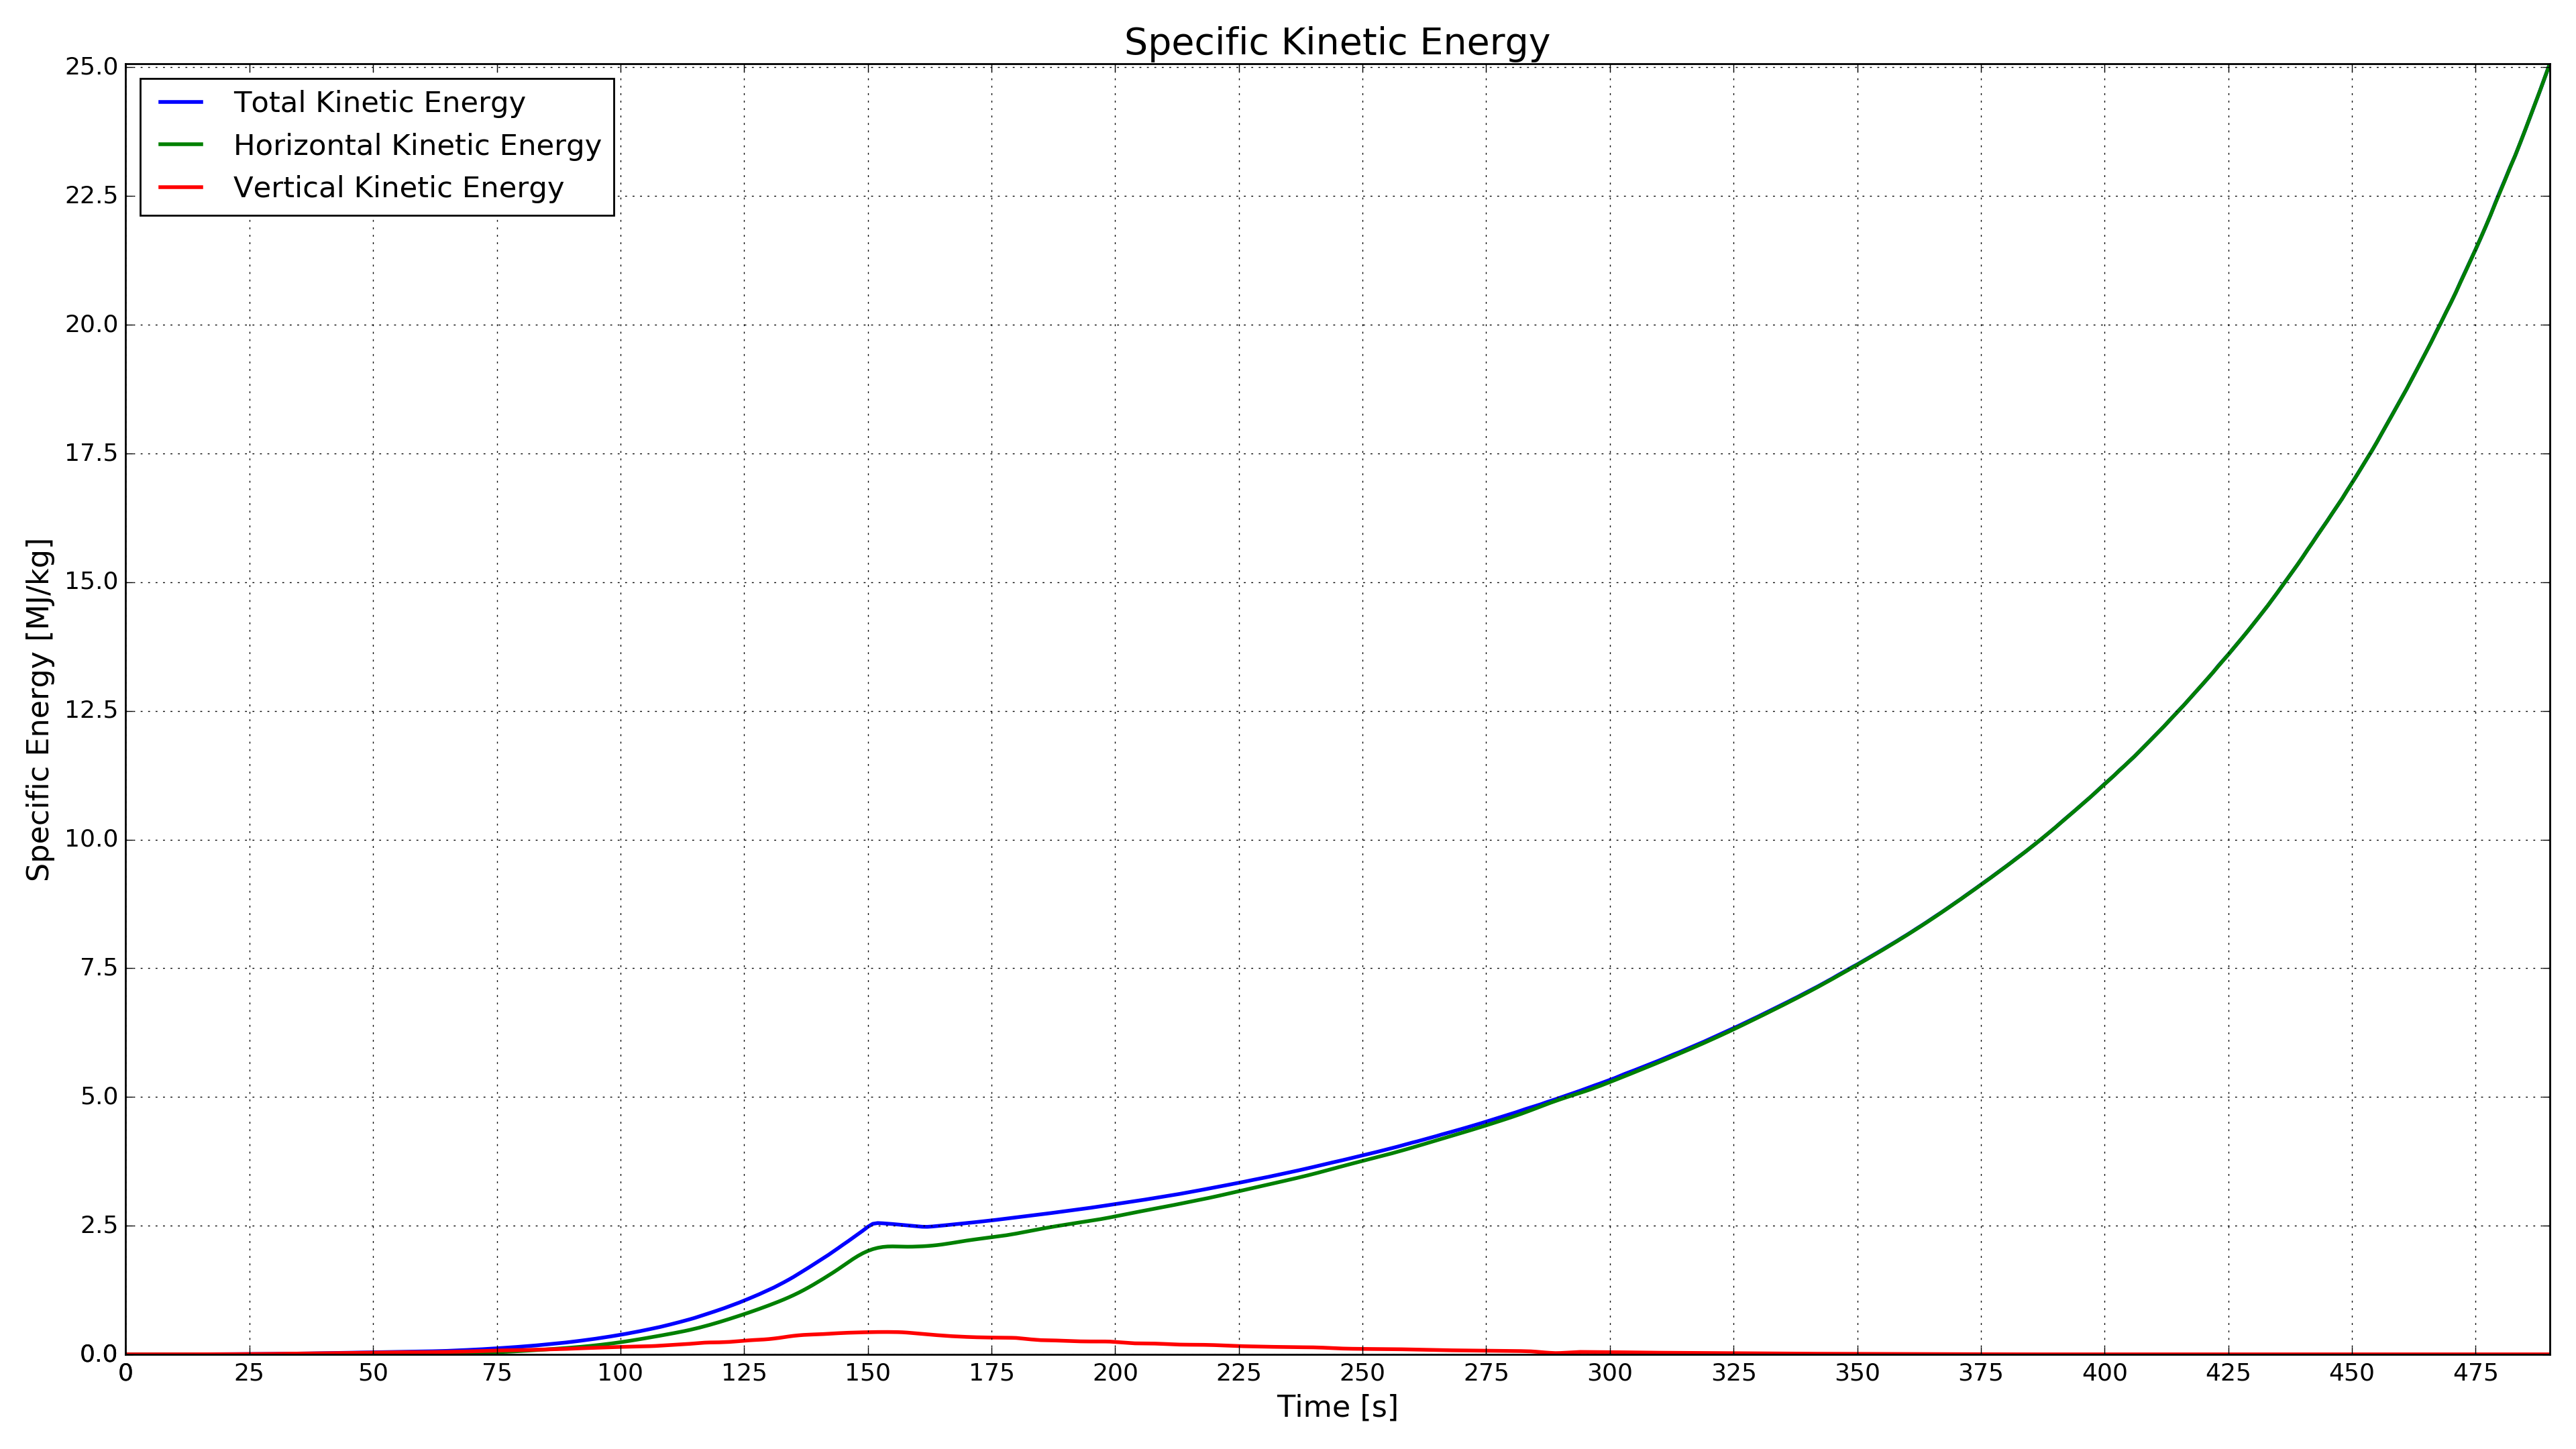 Specific Kinetic Energy
25.0
22.5
20.0
17.5
15.0
12.5
10.0
7.5
5.0
2.5
0.0
Specific Energy [MJ/kg]
Total Kinetic Energy
Horizontal Kinetic Energy
Vertical Kinetic Energy
0 25 50 75 100 125 150 175 200 225 250 275 300 325 350 375 400 425 450 475
Time [s]